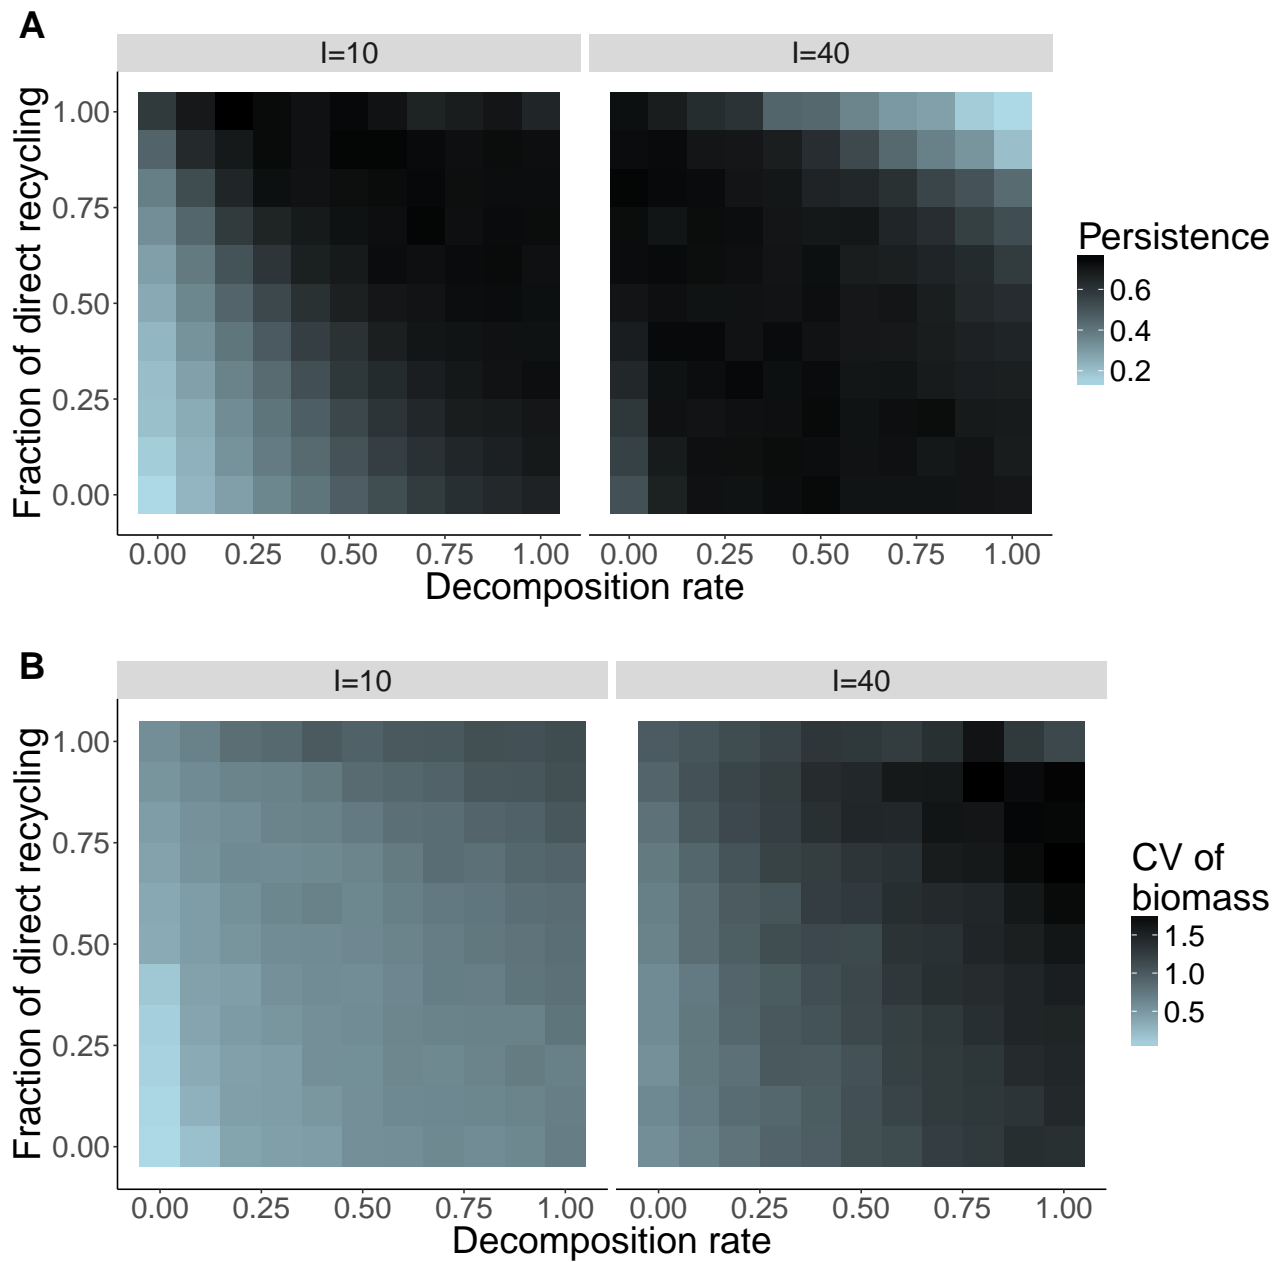 A
I=10
I=40
Fraction of direct recycling
1.00
0.75
0.50
0.25
0.00
0.00 0.25 0.50 0.75 1.00
0.00 0.25 0.50 0.75 1.00
Decomposition rate
Persistence
0.6
0.4
0.2
B
I=10
I=40
Fraction of direct recycling
1.00
0.75
0.50
0.25
0.00
0.00 0.25 0.50 0.75 1.00
0.00 0.25 0.50 0.75 1.00
Decomposition rate
CV of
biomass
1.5
1.0
0.5